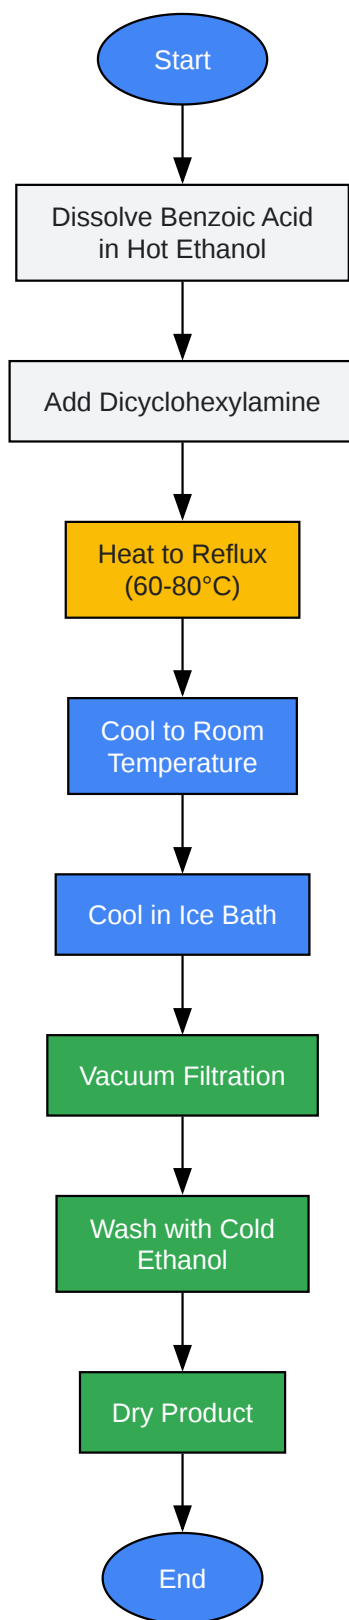 Start
Dissolve Benzoic Acid
in Hot Ethanol
Add Dicyclohexylamine
Heat to Reflux
(60-80°C)
Cool to Room
Temperature
Cool in Ice Bath
Vacuum Filtration
Wash with Cold
Ethanol
Dry Product
End